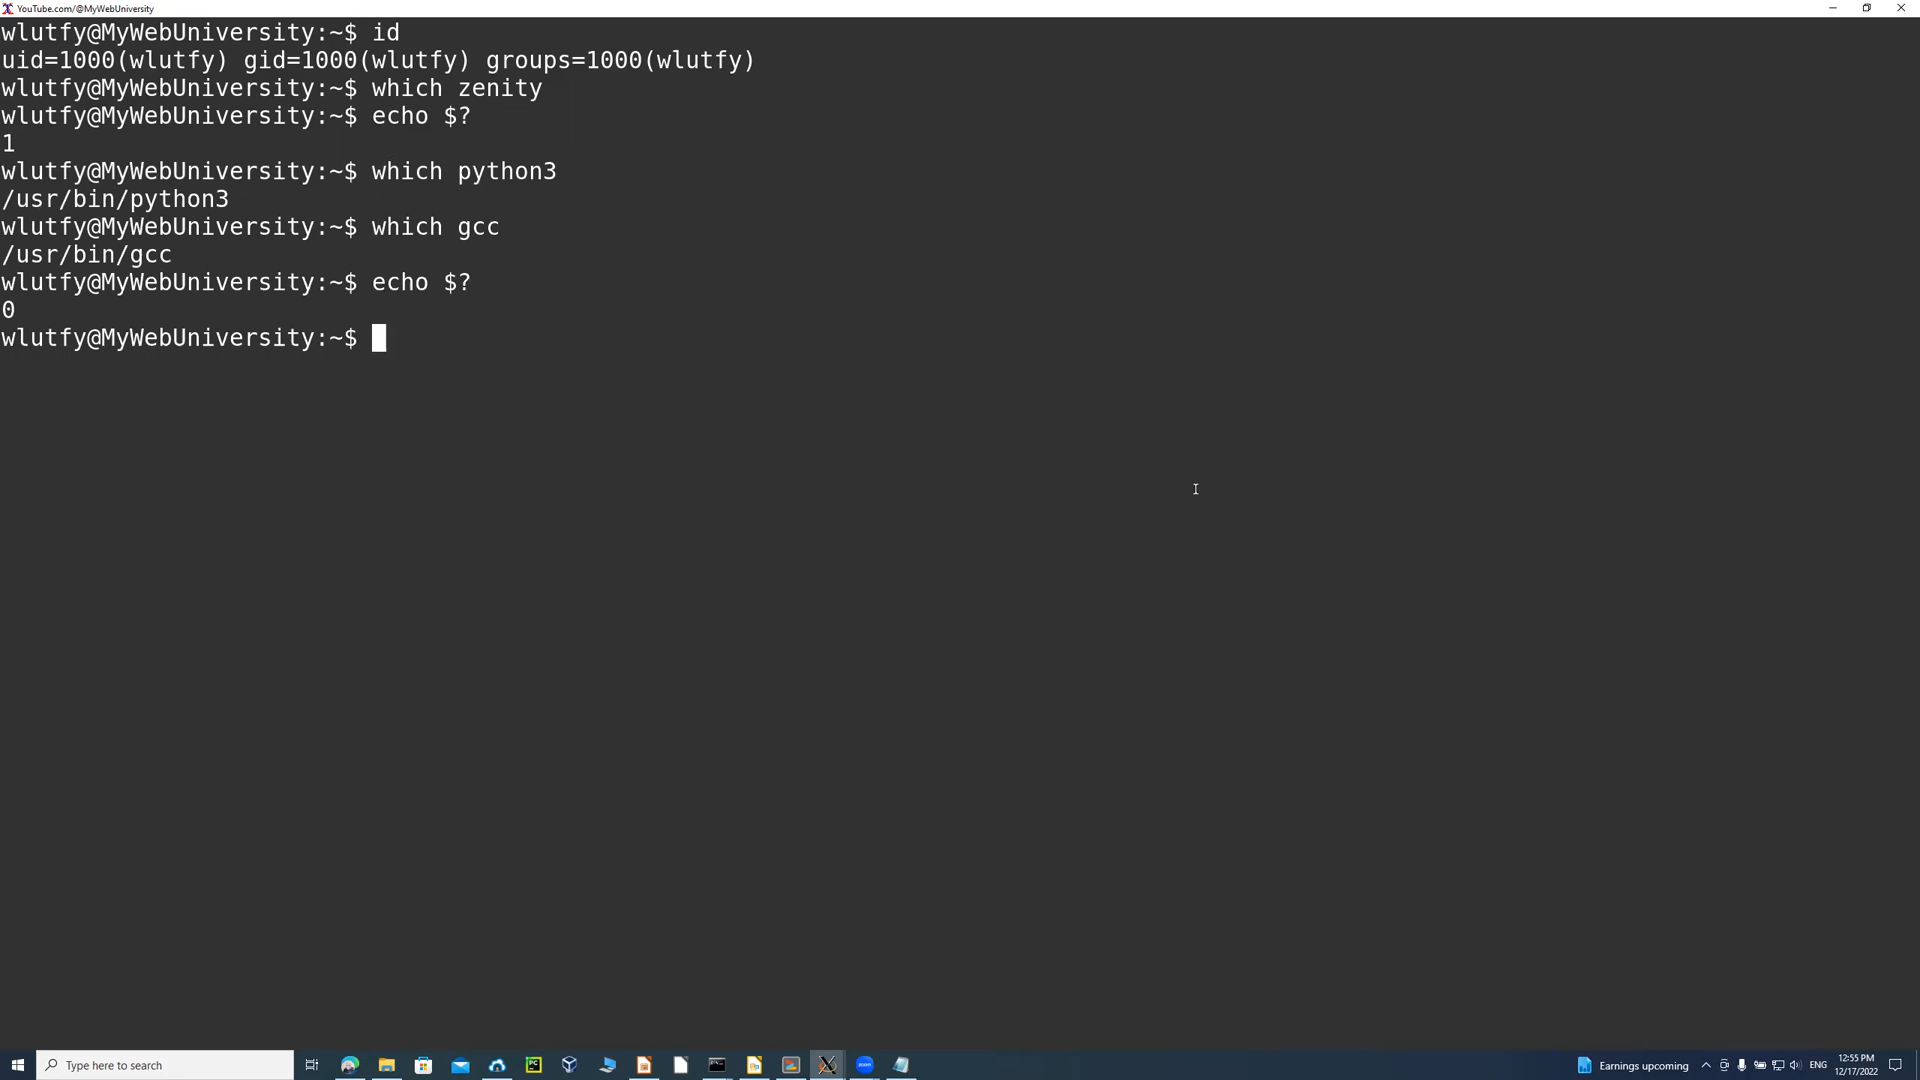 YouTube.com/@MyWebUniversity
wlutfy@MyWebUniversity:~$ id
uid=1000(wlutfy) gid=1000(wlutfy) groups=1000(wlutfy)
wlutfy@MyWebUniversity:~$ which zenity
wlutfy@MyWebUniversity:~$ echo $?
1
wlutfy@MyWebUniversity:~$ which python3
/usr/bin/python3
wlutfy@MyWebUniversity:~$ which gcc
/usr/bin/gcc
wlutfy@MyWebUniversity:~$ echo $?
0
wlutfy@MyWebUniversity:~$
Type here to search
PC
zoom
Earnings upcoming
ENG
12:55 PM
12/17/2022